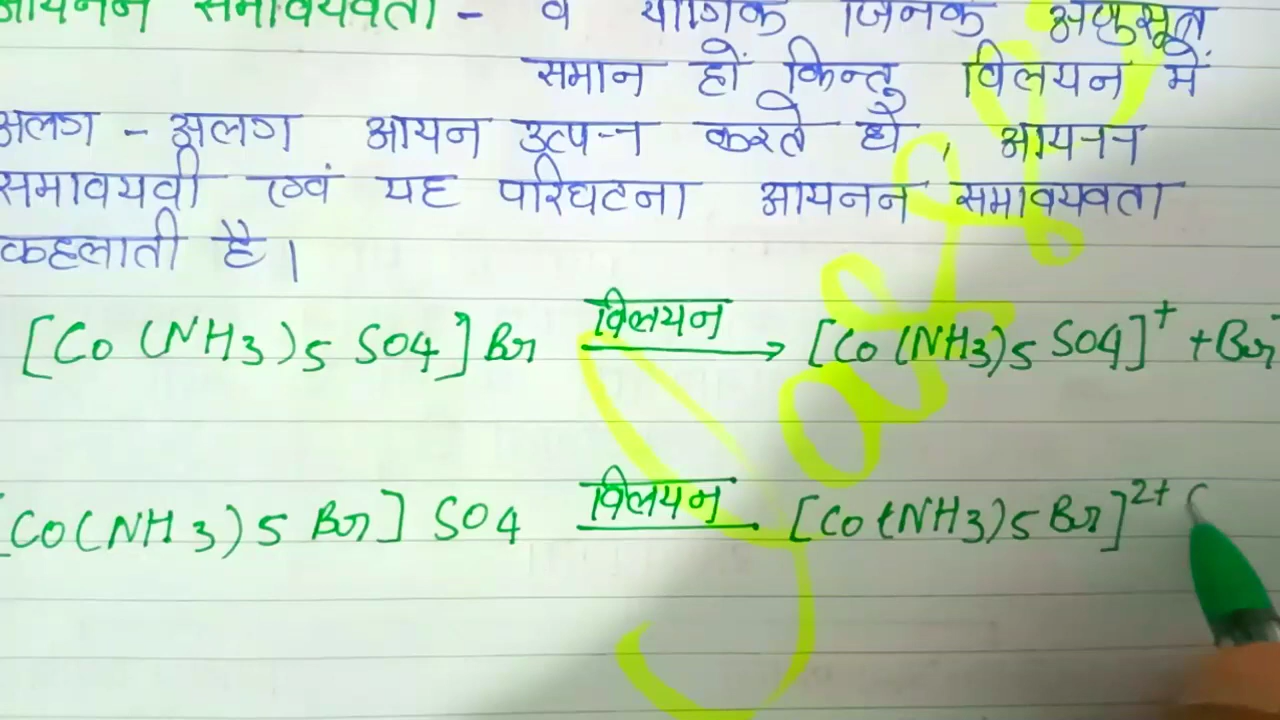 आयनन समावयवता - वे यौगिक जिनके अणुसूत्र
समान हों किन्तु विलयन में
अलग - अलग आयन उत्पन्न करते हो, आयनन
समावयवी एवं यह परिघटना आयनन समावयवता
कहलाती है।
[Co (NH3)5 SO4] Br विलयन → [Co (NH3)5 SO4]+ + Br-
[Co(NH3)5 Br] SO4 विलयन [Co(NH3)5 Br]2+